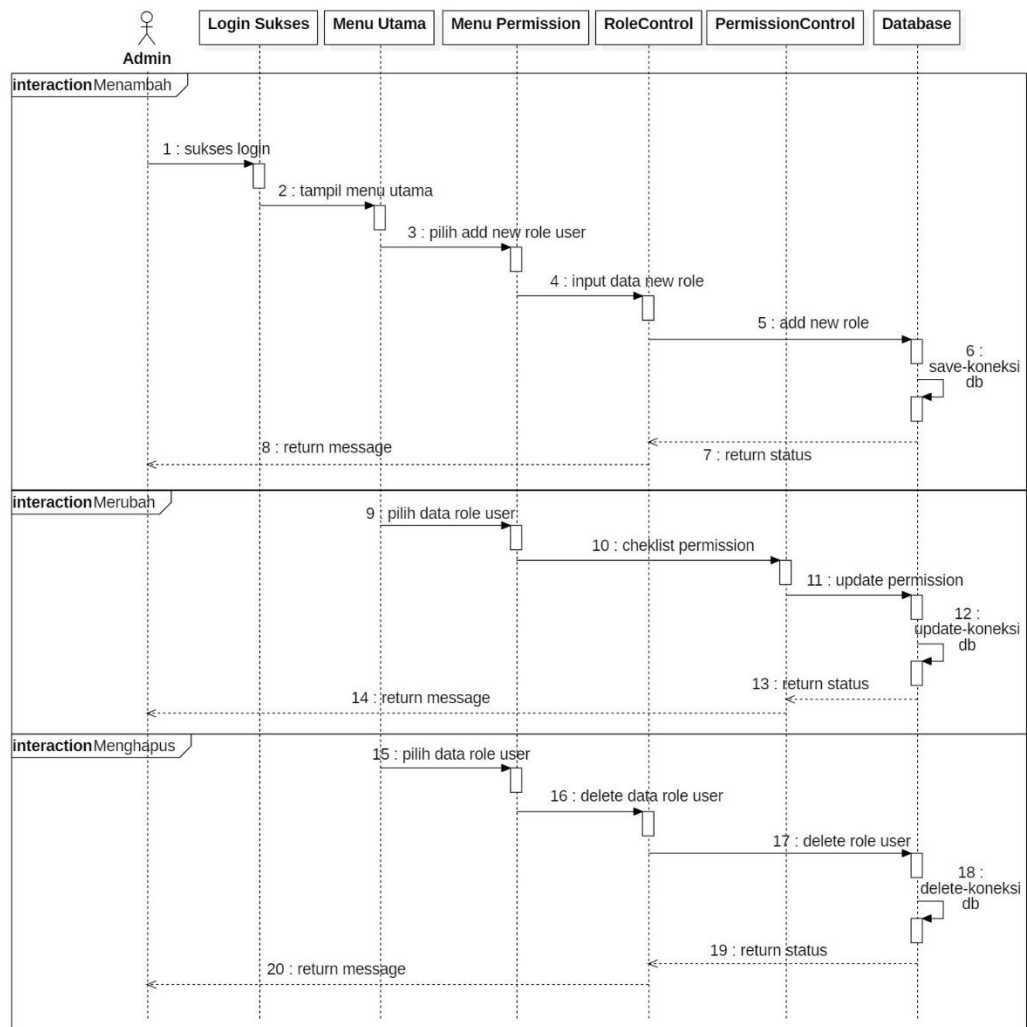 Admin
Login Sukses
Menu Utama
Menu Permission
RoleControl
PermissionControl
Database
interaction Menambah
1 : sukses login
2 : tampil menu utama
3 : pilih add new role user
4 : input data new role
5 : add new role
6 :
save-koneksi
db
7 : return status
8 : return message
interaction Merubah
9 : pilih data role user
10 : cheklist permission
11 : update permission
12 :
update-koneksi
db
13 : return status
14 : return message
interaction Menghapus
15 : pilih data role user
16 : delete data role user
17 : delete role user
18 :
delete-koneksi
db
19 : return status
20 : return message